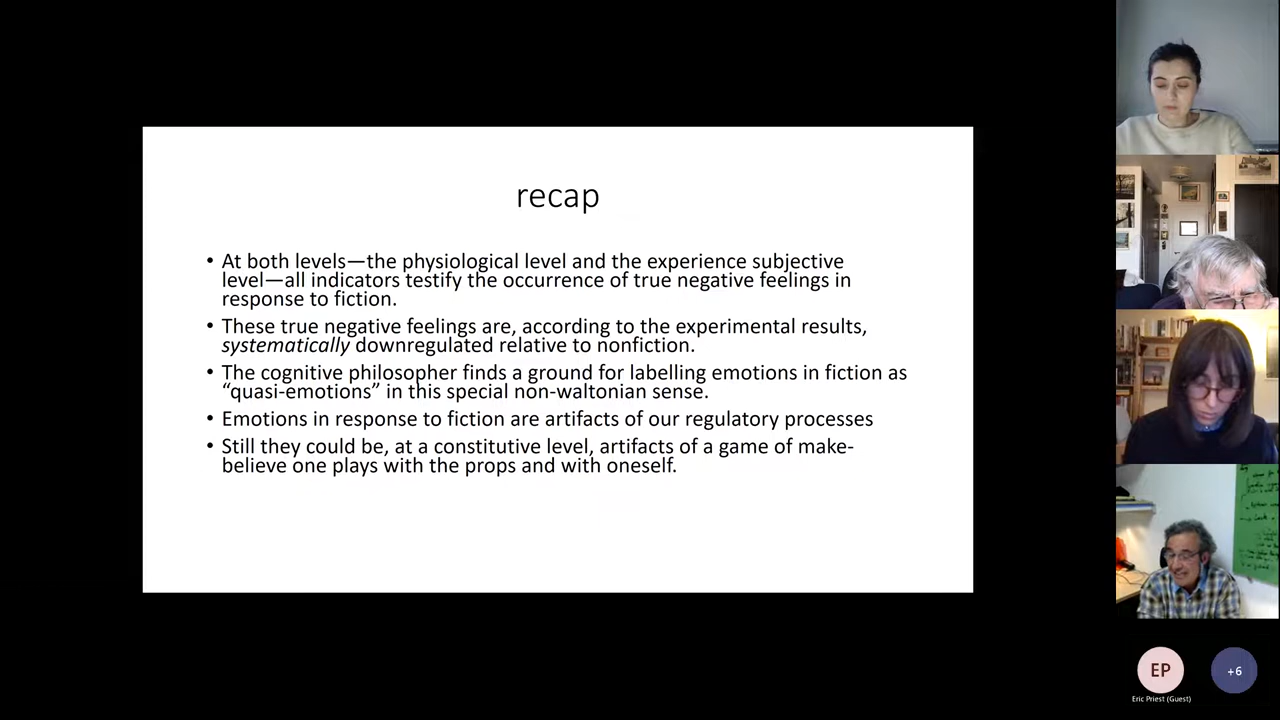 recap
• At both levels—the physiological level and the experience subjective
level—all indicators testify the occurrence of true negative feelings in
response to fiction.
• These true negative feelings are, according to the experimental results,
systematically downregulated relative to nonfiction.
• The cognitive philosopher finds a ground for labelling emotions in fiction as
“quasi-emotions” in this special non-waltonian sense.
• Emotions in response to fiction are artifacts of our regulatory processes
• Still they could be, at a constitutive level, artifacts of a game of make-
believe one plays with the props and with oneself.
EP
+6
Eric Priest (Guest)